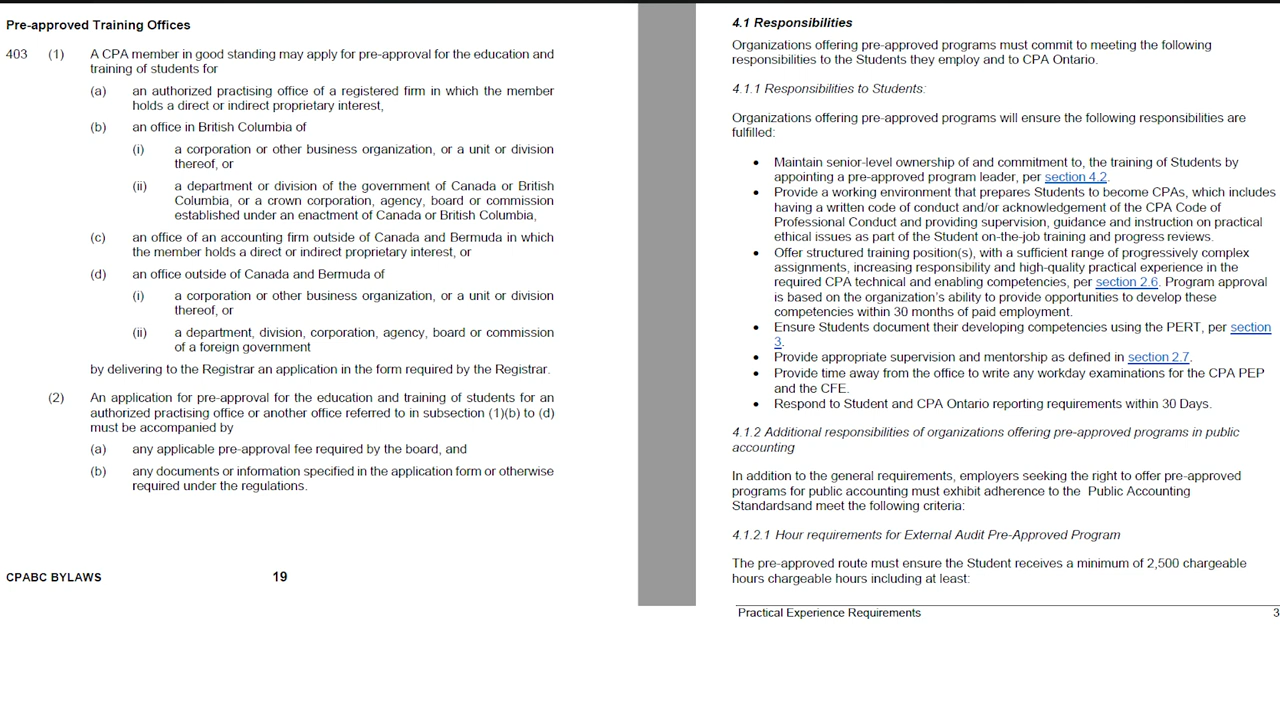 Pre-approved Training Offices
403 (1) A CPA member in good standing may apply for pre-approval for the education and
training of students for
(a) an authorized practising office of a registered firm in which the member
holds a direct or indirect proprietary interest,
(b) an office in British Columbia of
(i) a corporation or other business organization, or a unit or division
thereof, or
(ii) a department or division of the government of Canada or British
Columbia, or a crown corporation, agency, board or commission
established under an enactment of Canada or British Columbia,
(c) an office of an accounting firm outside of Canada and Bermuda in which
the member holds a direct or indirect proprietary interest, or
(d) an office outside of Canada and Bermuda of
(i) a corporation or other business organization, or a unit or division
thereof, or
(ii) a department, division, corporation, agency, board or commission
of a foreign government
by delivering to the Registrar an application in the form required by the Registrar.
(2) An application for pre-approval for the education and training of students for an
authorized practising office or another office referred to in subsection (1)(b) to (d)
must be accompanied by
(a) any applicable pre-approval fee required by the board, and
(b) any documents or information specified in the application form or otherwise
required under the regulations.
CPABC BYLAWS 19
4.1 Responsibilities
Organizations offering pre-approved programs must commit to meeting the following
responsibilities to the Students they employ and to CPA Ontario.
4.1.1 Responsibilities to Students:
Organizations offering pre-approved programs will ensure the following responsibilities are
fulfilled:
• Maintain senior-level ownership of and commitment to, the training of Students by
appointing a pre-approved program leader, per section 4.2.
• Provide a working environment that prepares Students to become CPAs, which includes
having a written code of conduct and/or acknowledgement of the CPA Code of
Professional Conduct and providing supervision, guidance and instruction on practical
ethical issues as part of the Student on-the-job training and progress reviews.
• Offer structured training position(s), with a sufficient range of progressively complex
assignments, increasing responsibility and high-quality practical experience in the
required CPA technical and enabling competencies, per section 2.6. Program approval
is based on the organization's ability to provide opportunities to develop these
competencies within 30 months of paid employment.
• Ensure Students document their developing competencies using the PERT, per section
3.
• Provide appropriate supervision and mentorship as defined in section 2.7.
• Provide time away from the office to write any workday examinations for the CPA PEP
and the CFE.
• Respond to Student and CPA Ontario reporting requirements within 30 Days.
4.1.2 Additional responsibilities of organizations offering pre-approved programs in public
accounting
In addition to the general requirements, employers seeking the right to offer pre-approved
programs for public accounting must exhibit adherence to the Public Accounting
Standardsand meet the following criteria:
4.1.2.1 Hour requirements for External Audit Pre-Approved Program
The pre-approved route must ensure the Student receives a minimum of 2,500 chargeable
hours chargeable hours including at least:
Practical Experience Requirements 3